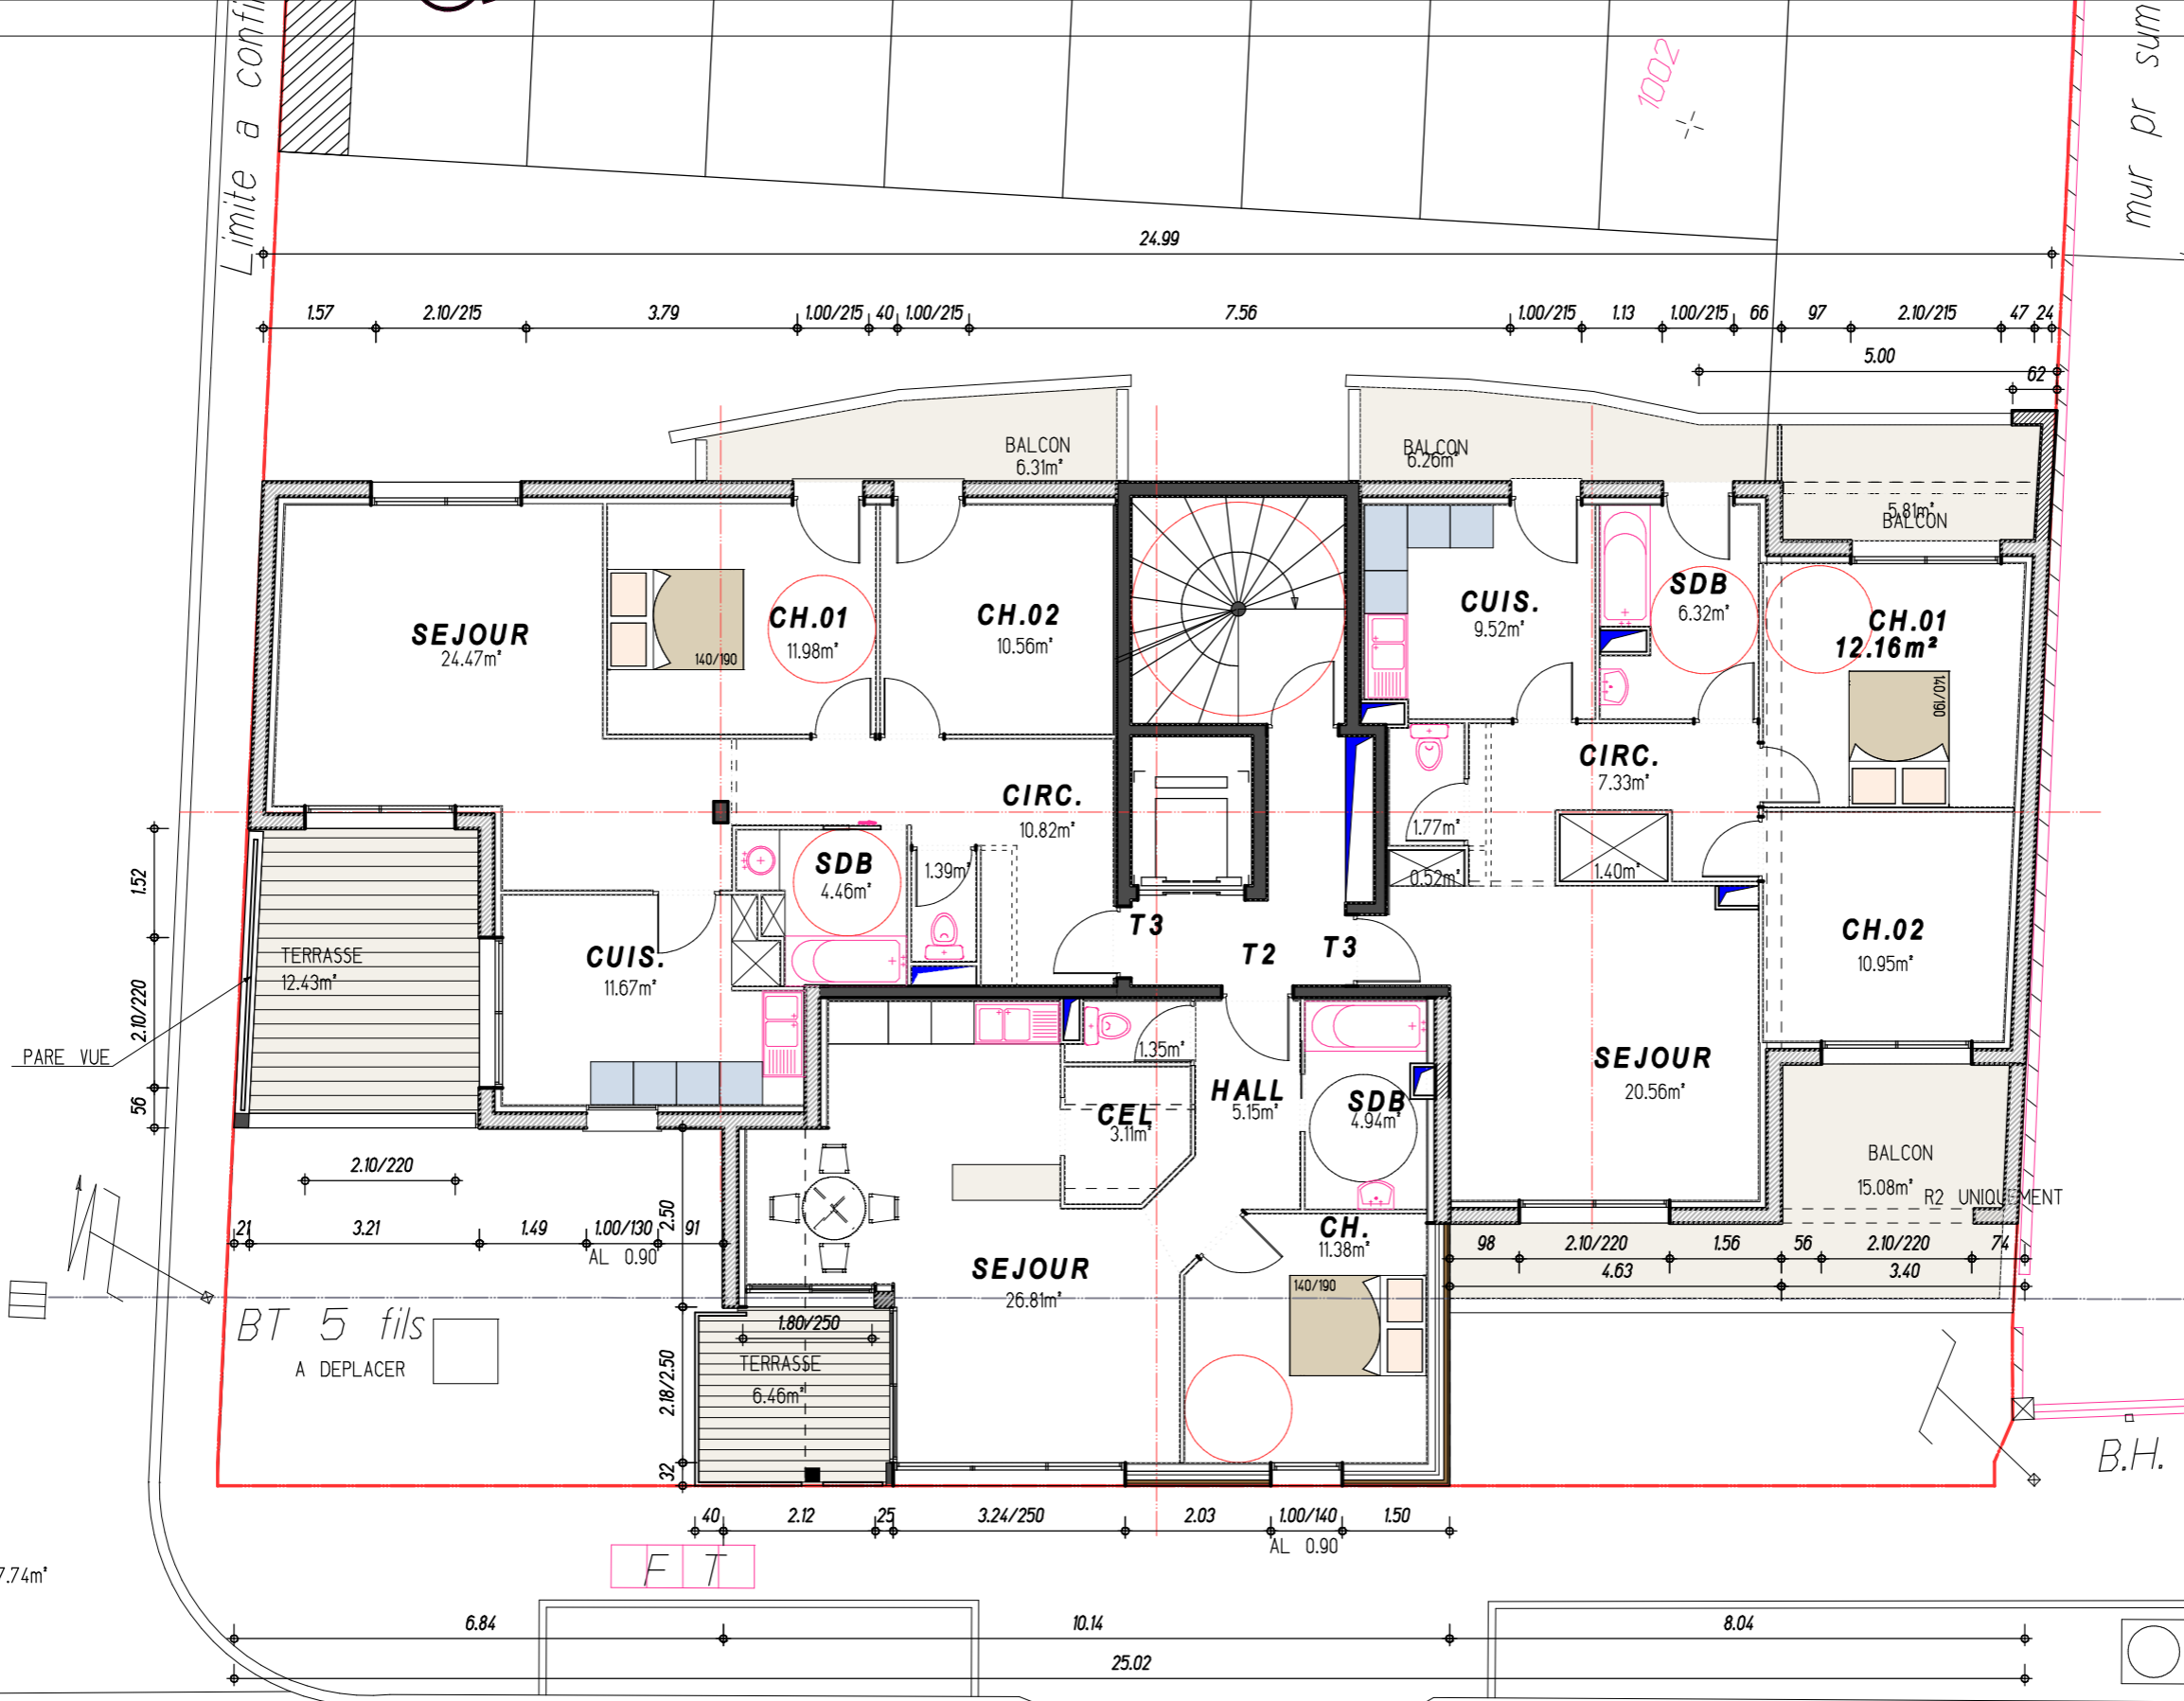 Limite a confi
1002
mur pr sum
24.99
1.57
2.10/215
3.79
1.00/215
40
1.00/215
7.56
1.00/215
1.13
1.00/215
66
97
2.10/215
47
24
5.00
62
BALCON
6.31m²
BALCON
6.26m²
5.81m²
BALCON
SEJOUR
24.47m²
CH.01
11.98m²
140/190
CH.02
10.56m²
CUIS.
9.52m²
SDB
6.32m²
CH.01
12.16m²
140/190
CIRC.
10.82m²
CIRC.
7.33m²
1.77m²
0.52m²
1.40m²
SDB
4.46m²
1.39m²
T3
T2
T3
CH.02
10.95m²
1.52
2.10/220
56
TERRASSE
12.43m²
PARE VUE
CUIS.
11.67m²
1.35m²
HALL
5.15m²
CEL
3.11m²
SDB
4.94m²
SEJOUR
20.56m²
BALCON
15.08m²
R2 UNIQUEMENT
2.10/220
21
3.21
1.49
1.00/130
AL 0.90
91
2.50
CH.
11.38m²
140/190
SEJOUR
26.81m²
98
2.10/220
1.56
56
2.10/220
74
4.63
3.40
BT 5 fils
A DEPLACER
1.80/250
TERRASSE
6.46m²
2.18/2.50
32
B.H.
40
2.12
25
3.24/250
2.03
1.00/140
AL 0.90
1.50
F T
7.74m²
6.84
10.14
8.04
25.02